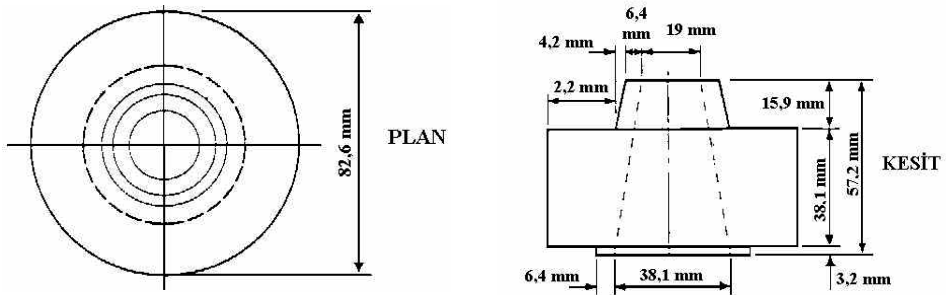 82,6 mm
PLAN
6,4
mm
19 mm
4,2 mm
2,2 mm
15,9 mm
38,1 mm
57,2 mm
KESİT
6,4 mm
38,1 mm
3,2 mm